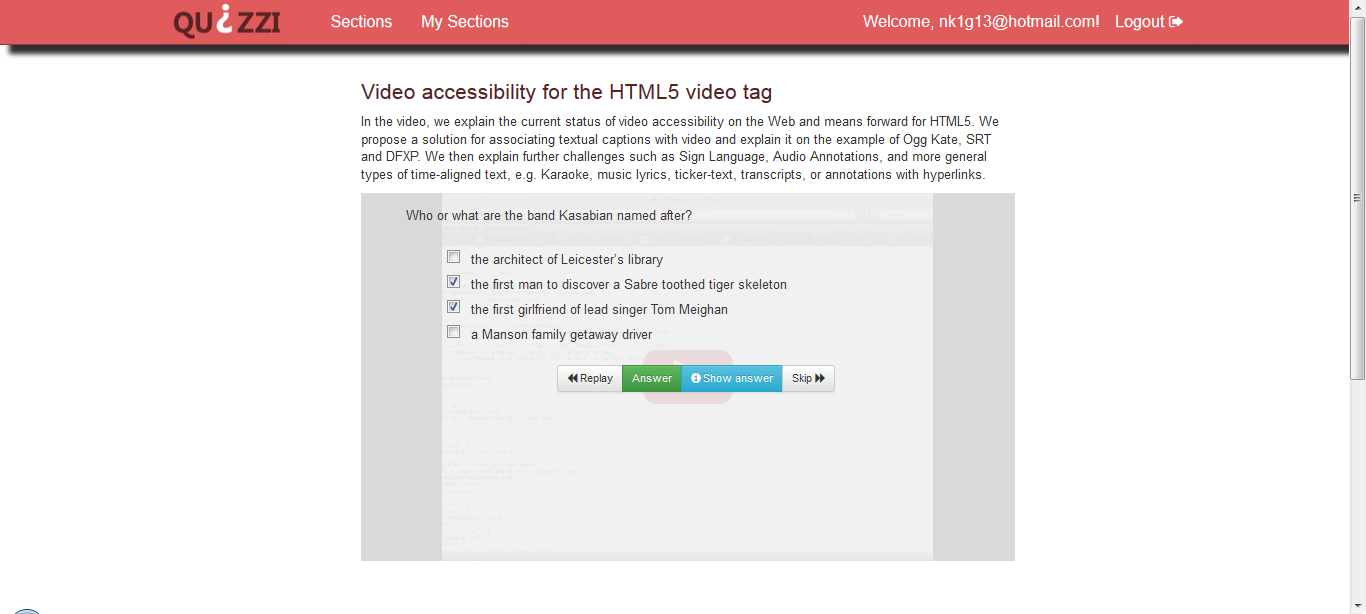 QU¿ZZI Sections My Sections Welcome, nk1g13@hotmail.com! Logout
Video accessibility for the HTML5 video tag
In the video, we explain the current status of video accessibility on the Web and means forward for HTML5. We
propose a solution for associating textual captions with video and explain it on the example of Ogg Kate, SRT
and DFXP. We then explain further challenges such as Sign Language, Audio Annotations, and more general
types of time-aligned text, e.g. Karaoke, music lyrics, ticker-text, transcripts, or annotations with hyperlinks.
Who or what are the band Kasabian named after?
the architect of Leicester's library
the first man to discover a Sabre toothed tiger skeleton
the first girlfriend of lead singer Tom Meighan
a Manson family getaway driver
Replay Answer Show answer Skip